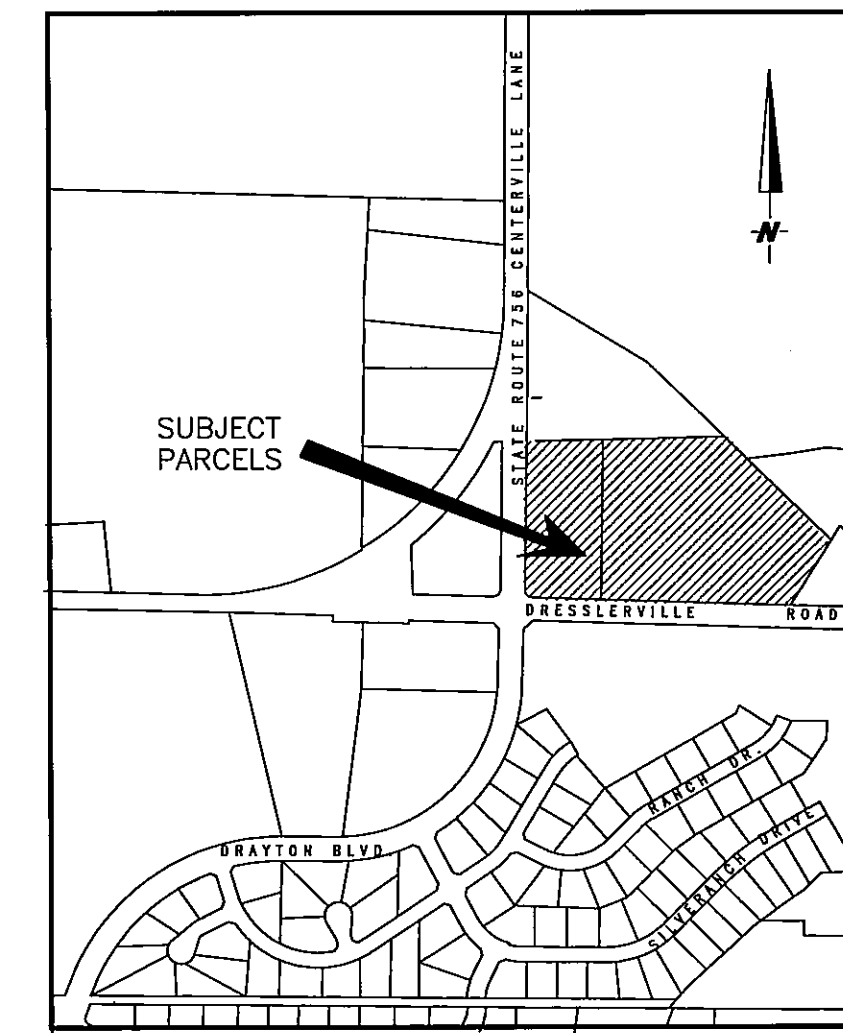 STATE ROUTE 756 CENTERVILLE LANE
N
SUBJECT
PARCELS
DRESSLERVILLE ROAD
RANCH DR.
DRAYTON BLVD
SILVERANCH DRIVE